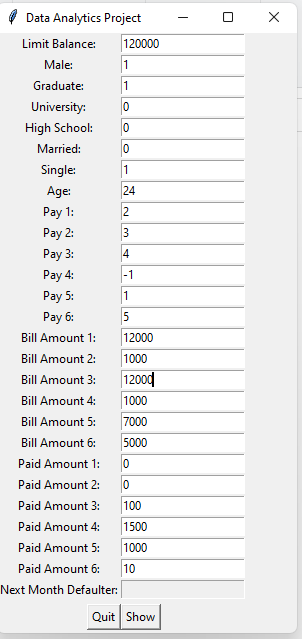 Data Analytics Project
Limit Balance: 120000
Male: 1
Graduate: 1
University: 0
High School: 0
Married: 0
Single: 1
Age: 24
Pay 1: 2
Pay 2: 3
Pay 3: 4
Pay 4: -1
Pay 5: 1
Pay 6: 5
Bill Amount 1: 12000
Bill Amount 2: 1000
Bill Amount 3: 12000
Bill Amount 4: 1000
Bill Amount 5: 7000
Bill Amount 6: 5000
Paid Amount 1: 0
Paid Amount 2: 0
Paid Amount 3: 100
Paid Amount 4: 1500
Paid Amount 5: 1000
Paid Amount 6: 10
Next Month Defaulter:
Quit Show